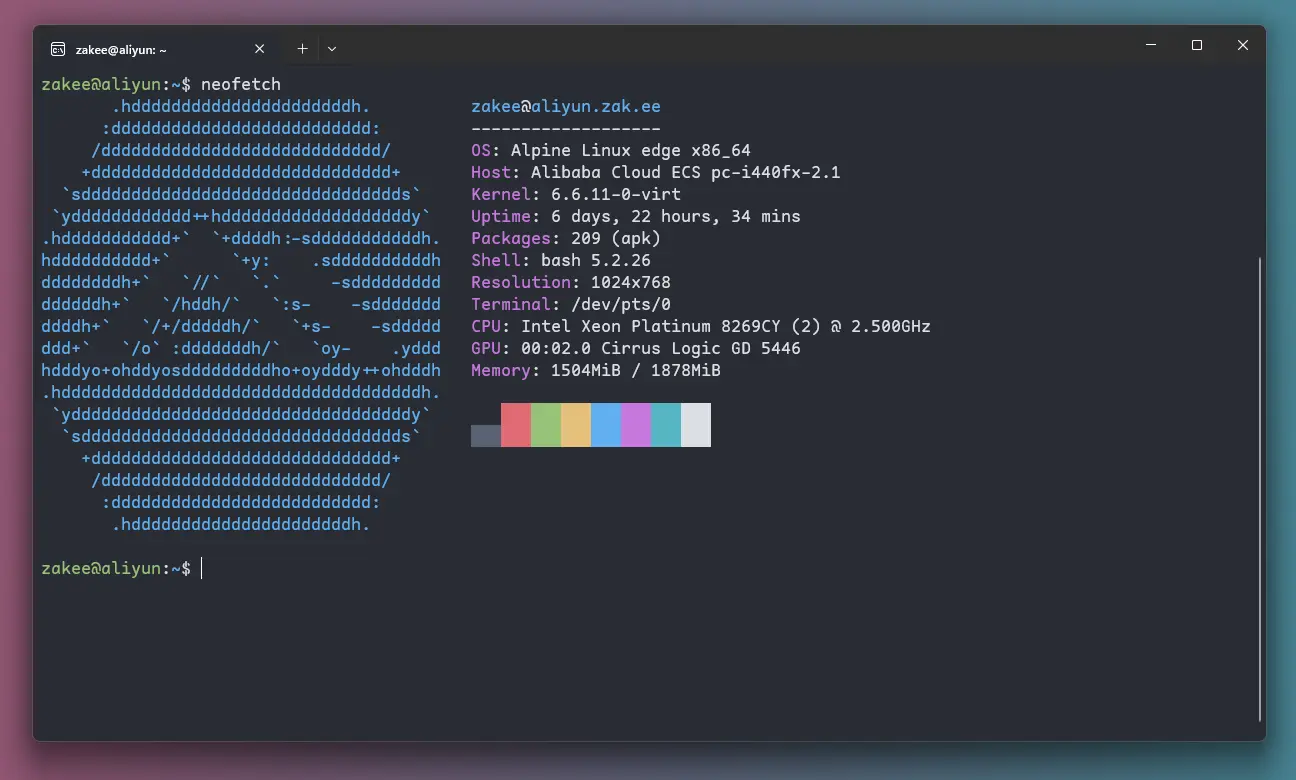 zakee@aliyun: ~
zakee@aliyun:~$ neofetch
.hddddddddddddddddddddddh.
:dddddddddddddddddddddddddd:
/dddddddddddddddddddddddddddd/
+dddddddddddddddddddddddddddddd+
`sdddddddddddddddddddddddddddddddds`
`ydddddddddddd++hdddddddddddddddddddy`
.hddddddddddd+`  `+ddddh:-sdddddddddddh.
hdddddddddd+`      `+y:    .sddddddddddh
ddddddddh+`   `//`   `.`     -sddddddddd
ddddddh+`   `/hddh/`   `:s-    -sddddddd
ddddh+`   `/+/dddddh/`   `+s-    -sddddd
ddd+`   `/o` :dddddddh/`   `oy-    .yddd
hdddyo+ohddyosdddddddddho+oydddy++ohdddh
.hddddddddddddddddddddddddddddddddddddh.
`yddddddddddddddddddddddddddddddddddy`
`sdddddddddddddddddddddddddddddddds`
+dddddddddddddddddddddddddddddd+
/dddddddddddddddddddddddddddd/
:dddddddddddddddddddddddddd:
.hddddddddddddddddddddddh.
zakee@aliyun.zak.ee
-------------------
OS: Alpine Linux edge x86_64
Host: Alibaba Cloud ECS pc-i440fx-2.1
Kernel: 6.6.11-0-virt
Uptime: 6 days, 22 hours, 34 mins
Packages: 209 (apk)
Shell: bash 5.2.26
Resolution: 1024x768
Terminal: /dev/pts/0
CPU: Intel Xeon Platinum 8269CY (2) @ 2.500GHz
GPU: 00:02.0 Cirrus Logic GD 5446
Memory: 1504MiB / 1878MiB
zakee@aliyun:~$